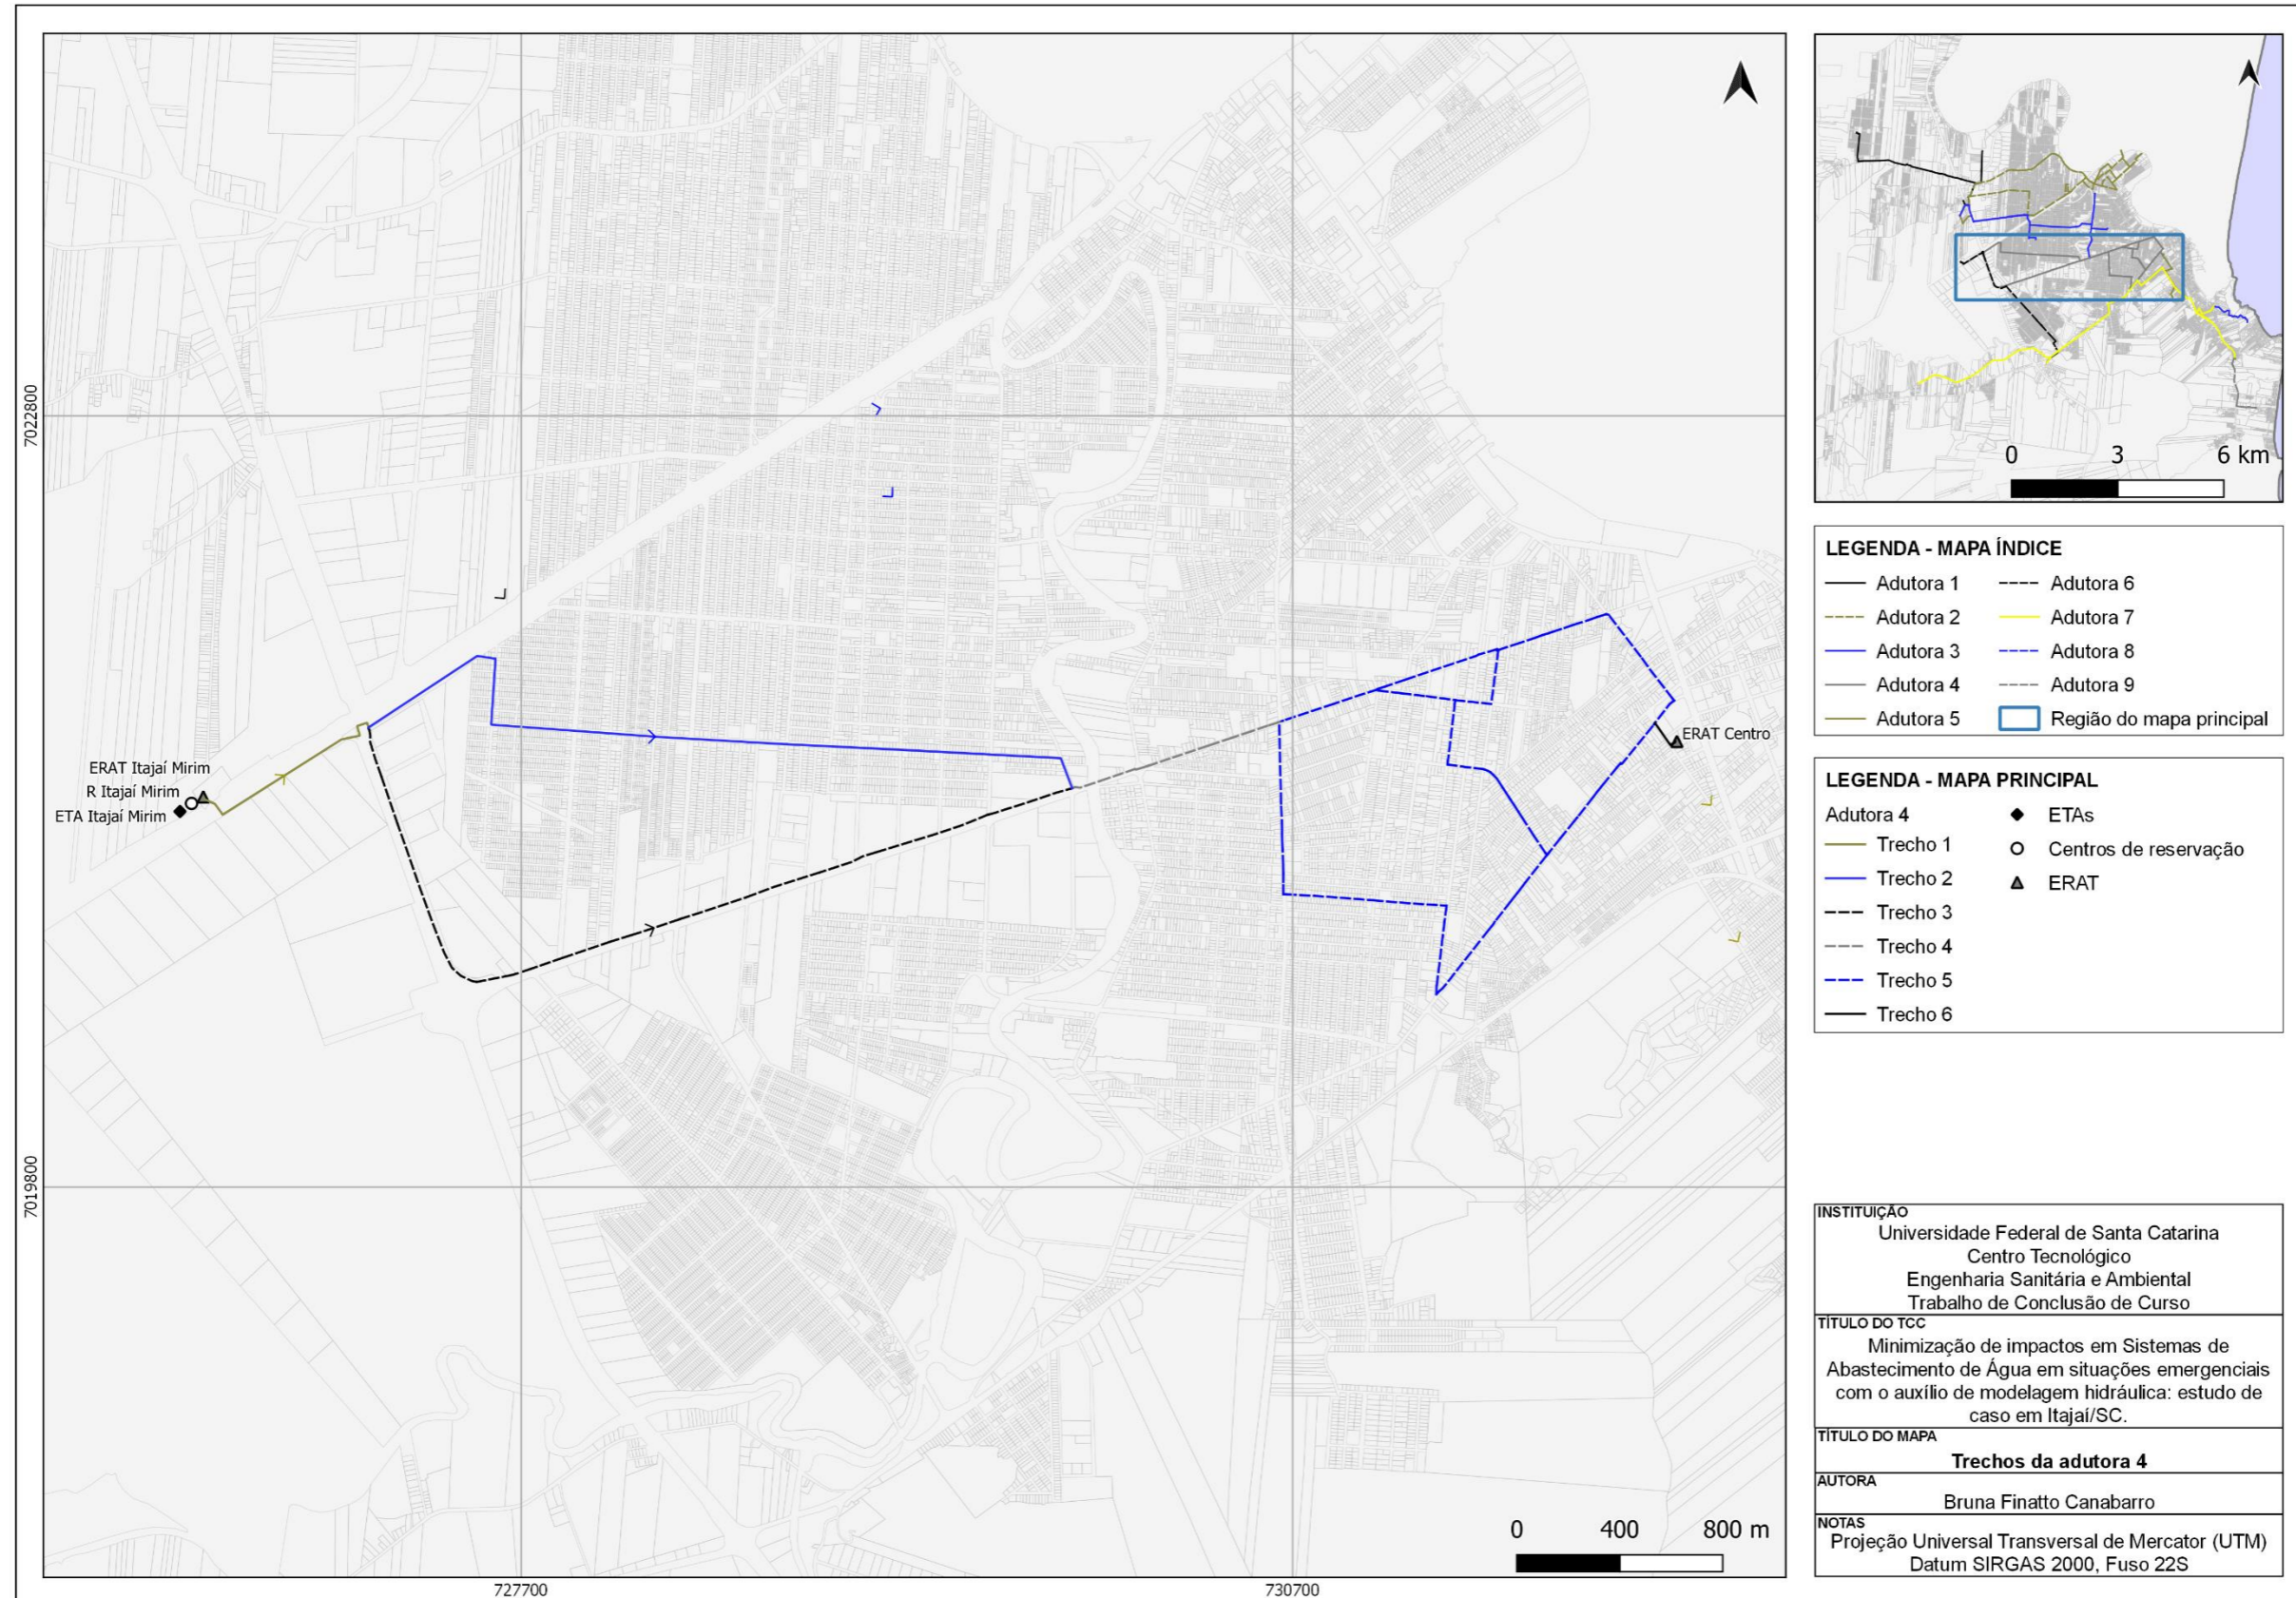 7022800
7019800
727700
730700
ERAT Itajaí Mirim
R Itajaí Mirim
ETA Itajaí Mirim
ERAT Centro
0 400 800 m
0 3 6 km
LEGENDA - MAPA ÍNDICE
Adutora 1
Adutora 2
Adutora 3
Adutora 4
Adutora 5
Adutora 6
Adutora 7
Adutora 8
Adutora 9
Região do mapa principal
LEGENDA - MAPA PRINCIPAL
Adutora 4
Trecho 1
Trecho 2
Trecho 3
Trecho 4
Trecho 5
Trecho 6
ETAs
Centros de reservação
ERAT
INSTITUIÇÃO
Universidade Federal de Santa Catarina
Centro Tecnológico
Engenharia Sanitária e Ambiental
Trabalho de Conclusão de Curso
TÍTULO DO TCC
Minimização de impactos em Sistemas de
Abastecimento de Água em situações emergenciais
com o auxílio de modelagem hidráulica: estudo de
caso em Itajaí/SC.
TÍTULO DO MAPA
Trechos da adutora 4
AUTORA
Bruna Finatto Canabarro
NOTAS
Projeção Universal Transversal de Mercator (UTM)
Datum SIRGAS 2000, Fuso 22S